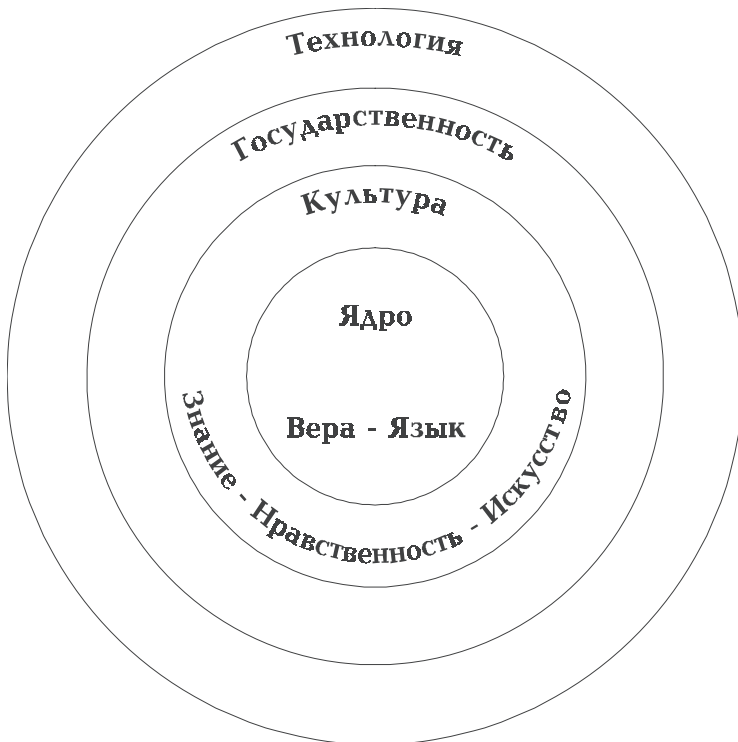 Технология
Государственность
Культура
Ядро
Вера - Язык
Знание - Нравственность - Искусство